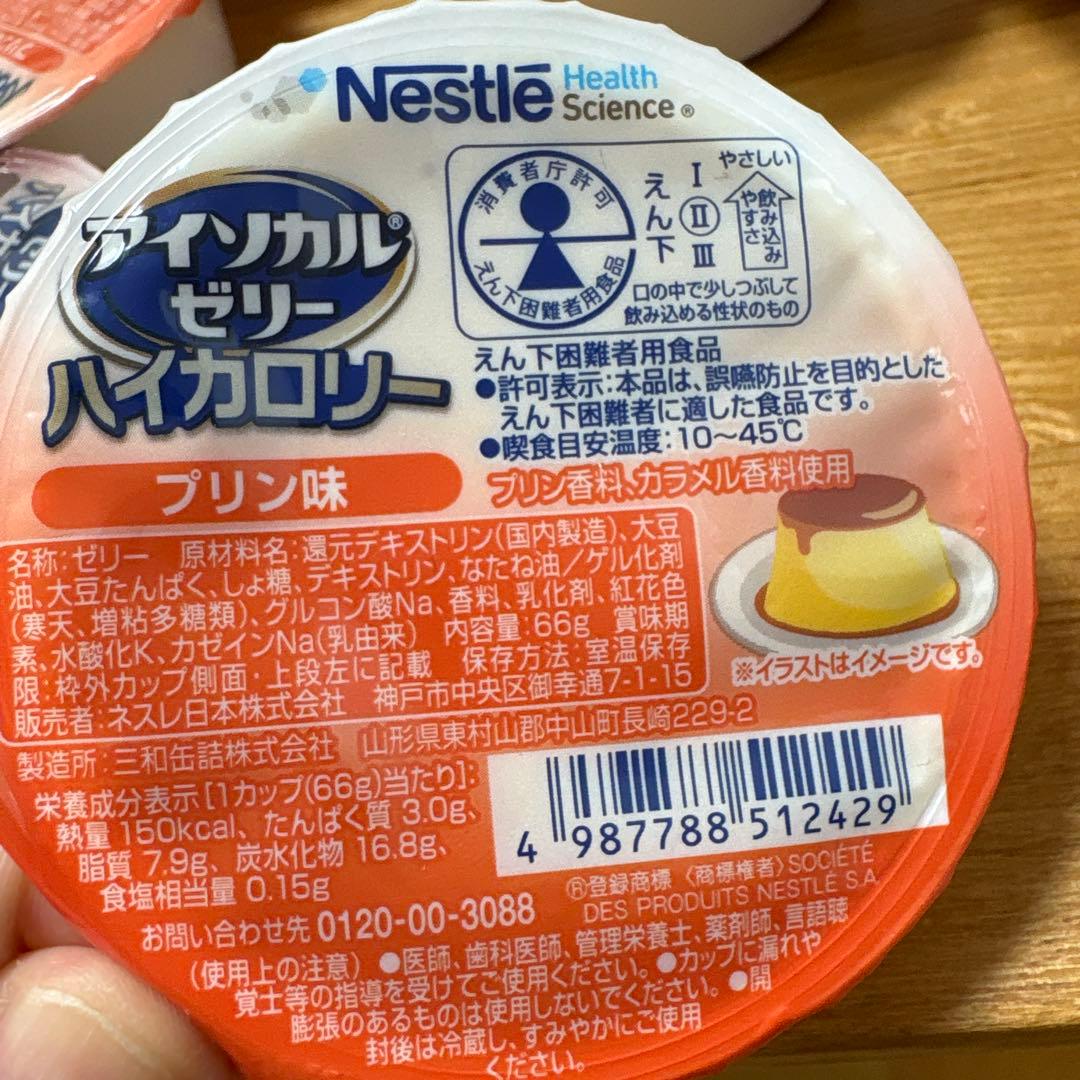 Nestlé Health Science®
アイソカル®
ゼリー
ハイカロリー
プリン味
消費者庁許可
えん下困難者用食品
えん下
I
II
III
やさしい
飲み込み
やすさ
口の中で少しつぶして
飲み込める性状のもの
えん下困難者用食品
●許可表示:本品は、誤嚥防止を目的とした
えん下困難者に適した食品です。
●喫食目安温度:10〜45℃
プリン香料、カラメル香料使用
※イラストはイメージです。
名称:ゼリー 原材料名:還元デキストリン(国内製造)、大豆
油、大豆たんぱく、しょ糖、デキストリン、なたね油/ゲル化剤
(寒天、増粘多糖類)、グルコン酸Na、香料、乳化剤、紅花色
素、水酸化K、カゼインNa(乳由来) 内容量:66g 賞味期
限:枠外カップ側面・上段左に記載 保存方法:室温保存
販売者:ネスレ日本株式会社 神戸市中央区御幸通7-1-15
製造所:三和缶詰株式会社 山形県東村山郡中山町長崎229-2
栄養成分表示[1カップ(66g)当たり]:
熱量 150kcal、たんぱく質 3.0g、
脂質 7.9g、炭水化物 16.8g、
食塩相当量 0.15g
4 987788 512429
®登録商標 〈商標権者〉SOCIÉTÉ
DES PRODUITS NESTLÉ S.A.
お問い合わせ先 0120-00-3088
(使用上の注意) ●医師、歯科医師、管理栄養士、薬剤師、言語聴
覚士等の指導を受けてご使用ください。●カップに漏れや
膨張のあるものは使用しないでください。●開
封後は冷蔵し、すみやかにご使用
ください。